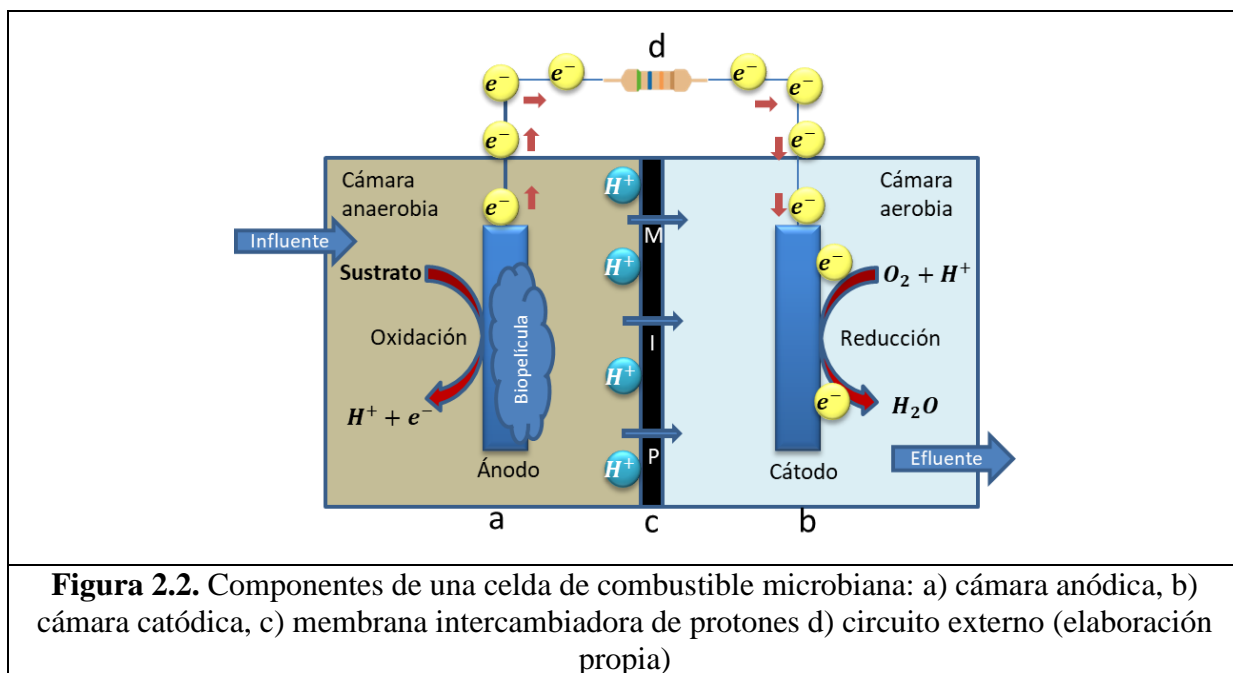 d
e⁻ e⁻ e⁻ e⁻
e⁻ e⁻
e⁻ e⁻
Cámara
anaerobia
Influente
Sustrato
Oxidación
H⁺ + e⁻
Biopelícula
Ánodo
a
H⁺
H⁺
H⁺
H⁺
M
I
P
c
Cámara
aerobia
e⁻
O₂ + H⁺
Reducción
e⁻
H₂O
Cátodo
b
Efluente
Figura 2.2. Componentes de una celda de combustible microbiana: a) cámara anódica, b)
cámara catódica, c) membrana intercambiadora de protones d) circuito externo (elaboración
propia)